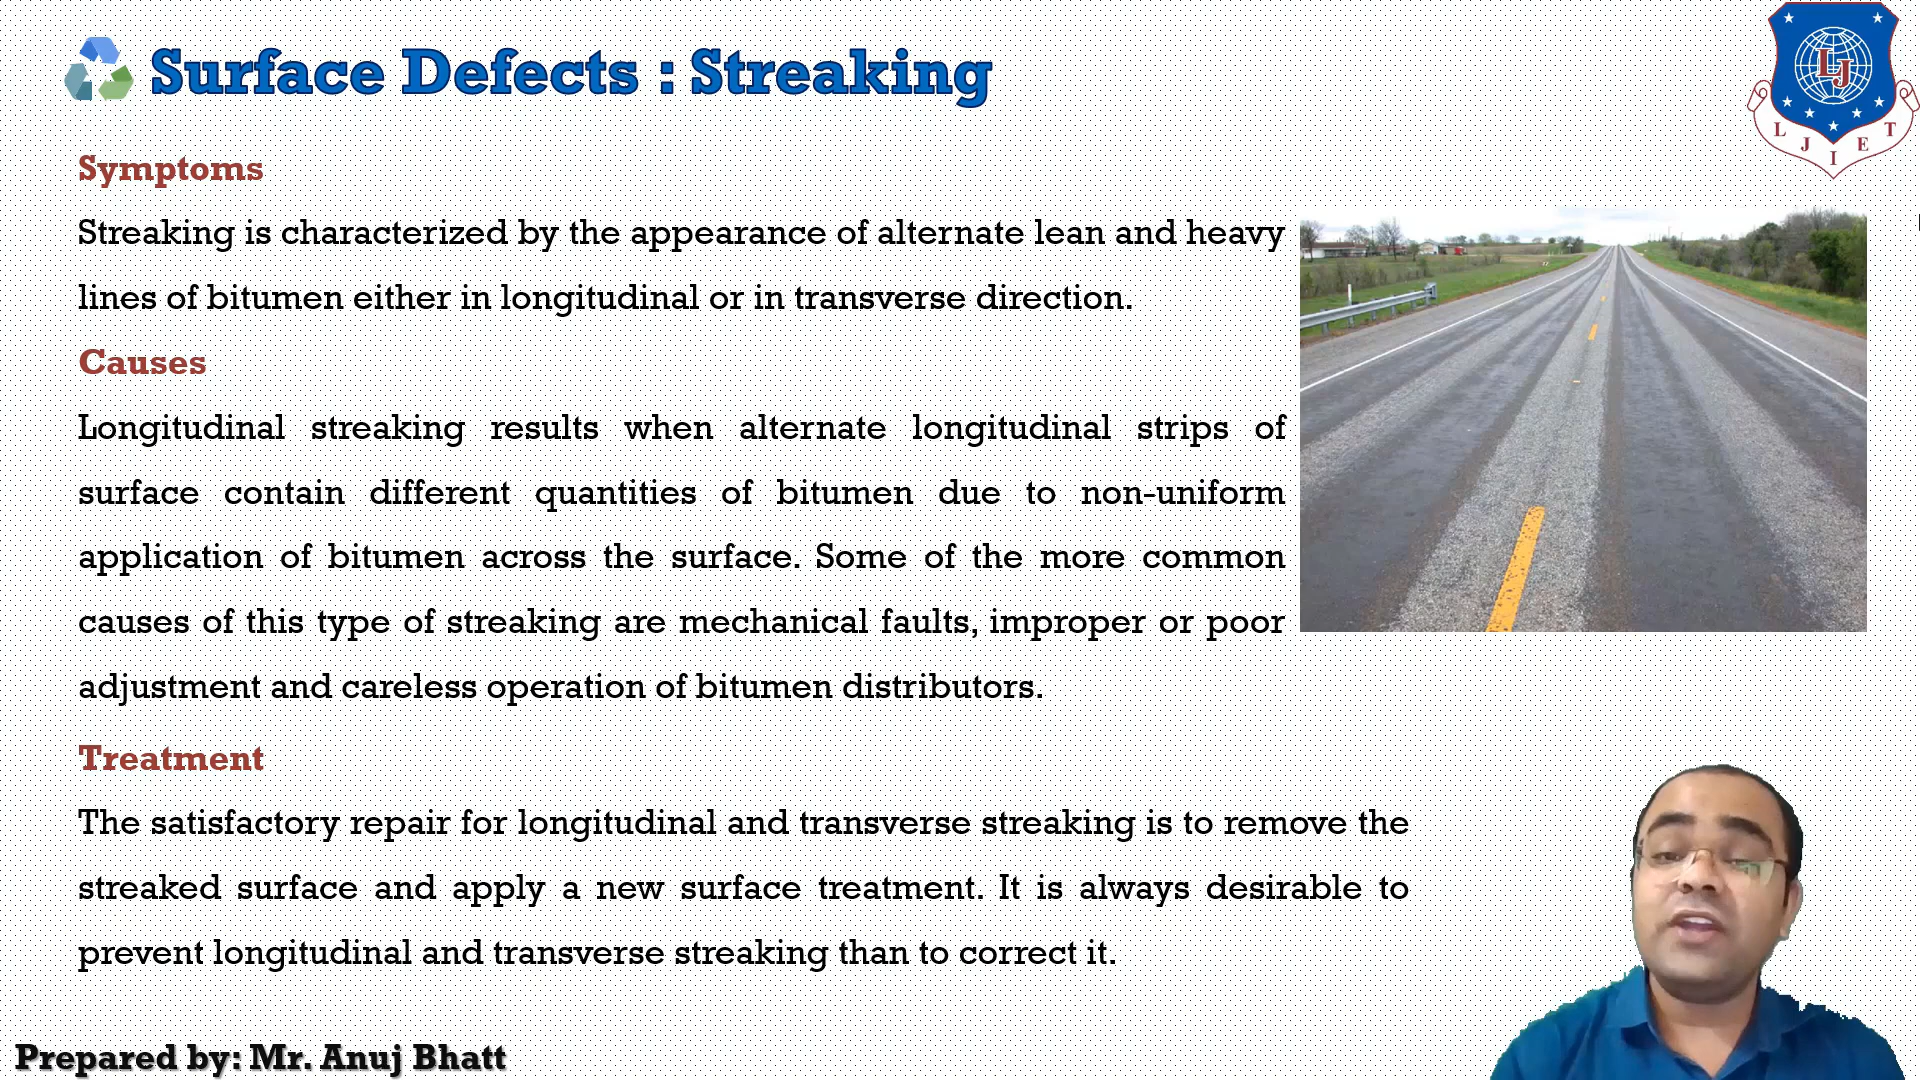 Surface Defects : Streaking
LJ
L J I E T
Symptoms
Streaking is characterized by the appearance of alternate lean and heavy
lines of bitumen either in longitudinal or in transverse direction.
Causes
Longitudinal streaking results when alternate longitudinal strips of
surface contain different quantities of bitumen due to non-uniform
application of bitumen across the surface. Some of the more common
causes of this type of streaking are mechanical faults, improper or poor
adjustment and careless operation of bitumen distributors.
Treatment
The satisfactory repair for longitudinal and transverse streaking is to remove the
streaked surface and apply a new surface treatment. It is always desirable to
prevent longitudinal and transverse streaking than to correct it.
Prepared by: Mr. Anuj Bhatt